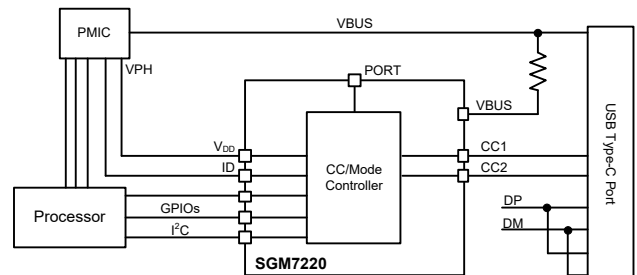 VBUS
PMIC
VPH
PORT
VBUS
V_DD
ID
CC/Mode
Controller
CC1
CC2
USB Type-C Port
Processor
GPIOs
I²C
DP
DM
SGM7220